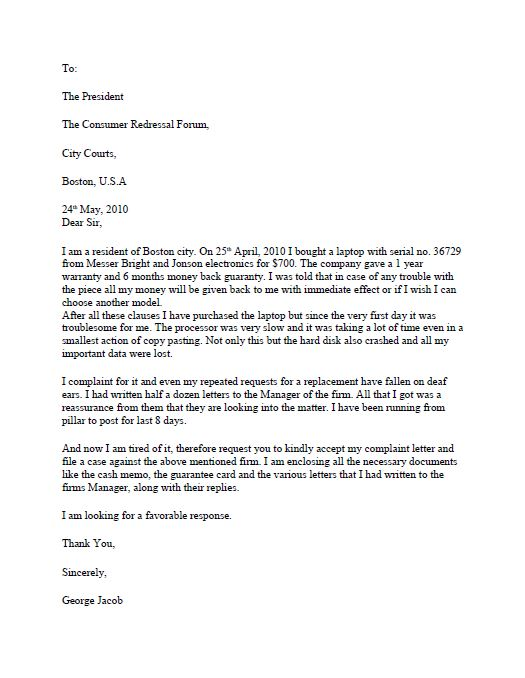 To:
The President
The Consumer Redressal Forum,
City Courts,
Boston, U.S.A
24th May, 2010
Dear Sir,
I am a resident of Boston city. On 25th April, 2010 I bought a laptop with serial no. 36729
from Messer Bright and Jonson electronics for $700. The company gave a 1 year
warranty and 6 months money back guaranty. I was told that in case of any trouble with
the piece all my money will be given back to me with immediate effect or if I wish I can
choose another model.
After all these clauses I have purchased the laptop but since the very first day it was
troublesome for me. The processor was very slow and it was taking a lot of time even in a
smallest action of copy pasting. Not only this but the hard disk also crashed and all my
important data were lost.
I complaint for it and even my repeated requests for a replacement have fallen on deaf
ears. I had written half a dozen letters to the Manager of the firm. All that I got was a
reassurance from them that they are looking into the matter. I have been running from
pillar to post for last 8 days.
And now I am tired of it, therefore request you to kindly accept my complaint letter and
file a case against the above mentioned firm. I am enclosing all the necessary documents
like the cash memo, the guarantee card and the various letters that I had written to the
firms Manager, along with their replies.
I am looking for a favorable response.
Thank You,
Sincerely,
George Jacob